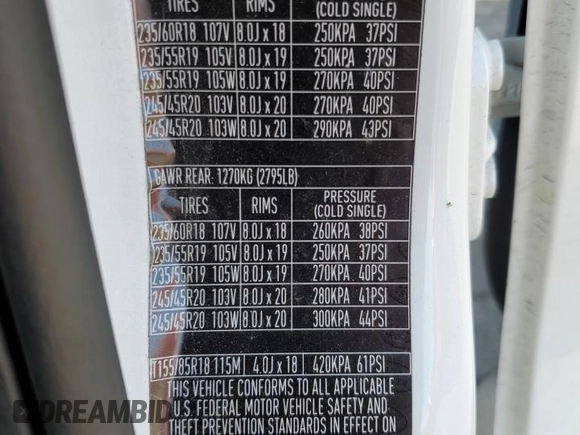 TIRES RIMS (COLD SINGLE)
235/60R18 107V 8.0J x 18 250KPA 37PSI
235/55R19 105V 8.0J x 19 250KPA 37PSI
235/55R19 105W 8.0J x 19 270KPA 40PSI
245/45R20 103V 8.0J x 20 270KPA 40PSI
245/45R20 103W 8.0J x 20 290KPA 43PSI
GAWR REAR: 1270KG (2795LB)
TIRES RIMS PRESSURE (COLD SINGLE)
235/60R18 107V 8.0J x 18 260KPA 38PSI
235/55R19 105V 8.0J x 19 250KPA 37PSI
235/55R19 105W 8.0J x 19 270KPA 40PSI
245/45R20 103V 8.0J x 20 280KPA 41PSI
245/45R20 103W 8.0J x 20 300KPA 44PSI
T155/85R18 115M 4.0J x 18 420KPA 61PSI
THIS VEHICLE CONFORMS TO ALL APPLICABLE
U.S. FEDERAL MOTOR VEHICLE SAFETY AND
THEFT PREVENTION STANDARDS IN EFFECT ON
DREAMBID